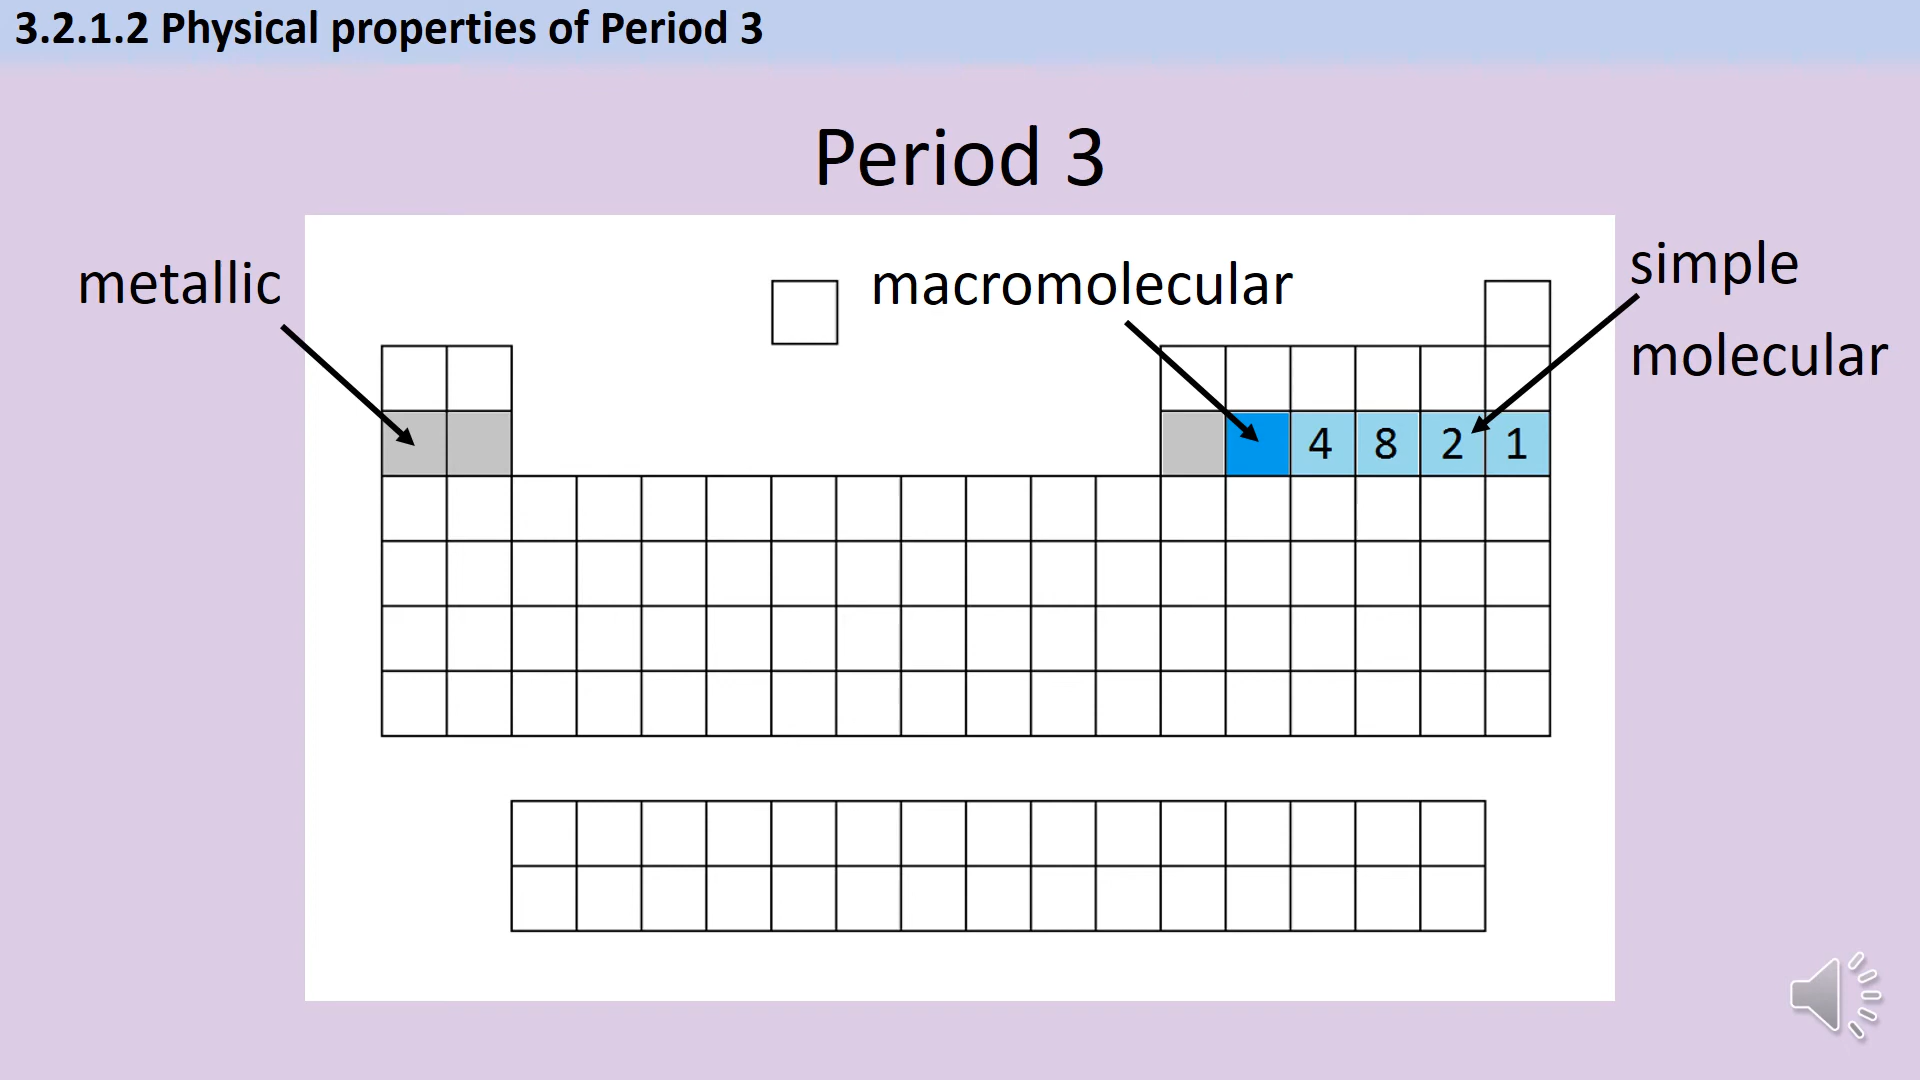 3.2.1.2 Physical properties of Period 3
Period 3
metallic
macromolecular
simple
molecular
4 8 2 1